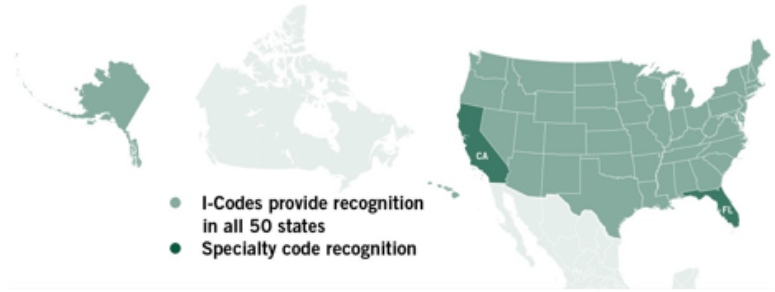 CA
FL
I-Codes provide recognition
in all 50 states
Specialty code recognition